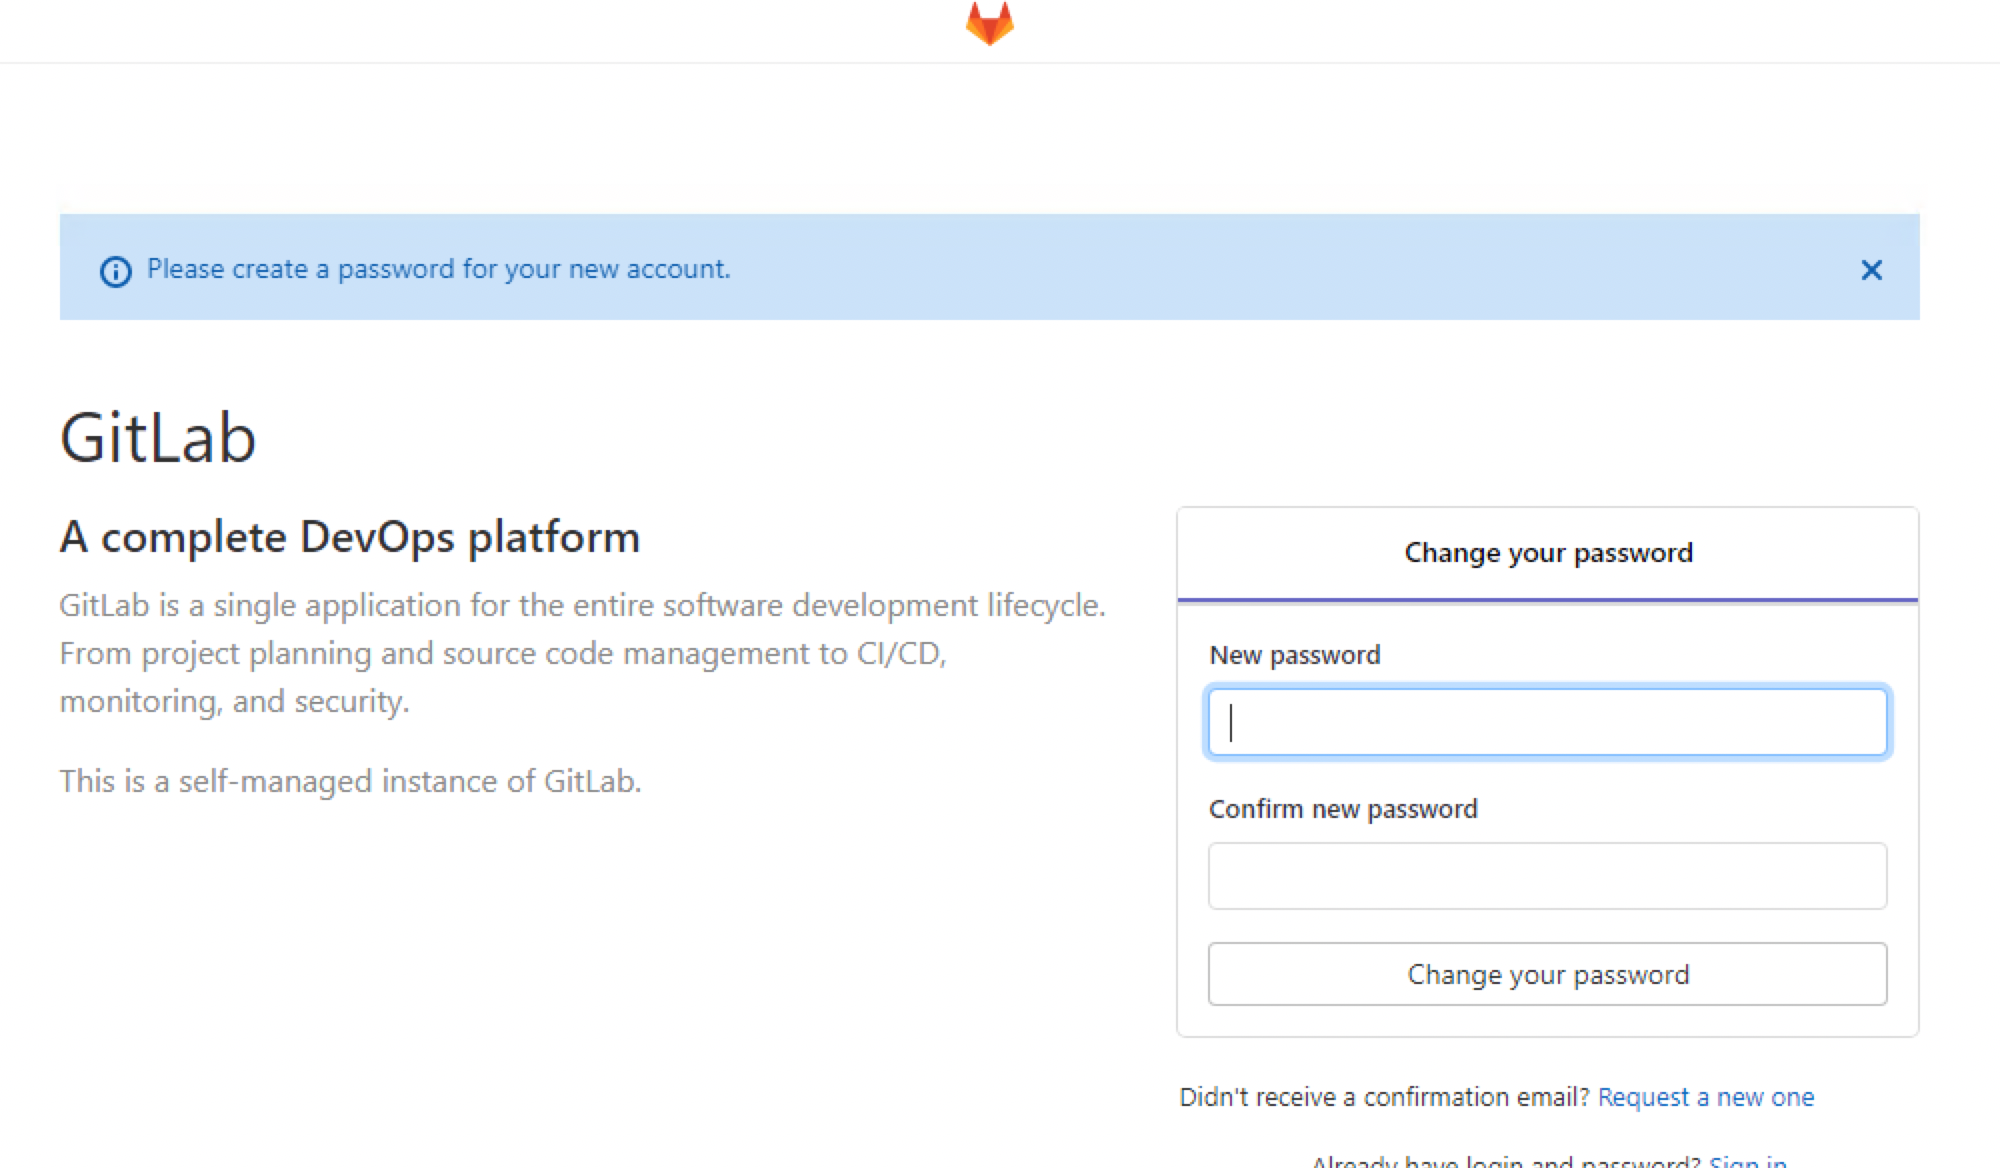 Please create a password for your new account.
GitLab
A complete DevOps platform
GitLab is a single application for the entire software development lifecycle.
From project planning and source code management to CI/CD,
monitoring, and security.
This is a self-managed instance of GitLab.
Change your password
New password
Confirm new password
Change your password
Didn't receive a confirmation email? Request a new one
Already have login and password? Sign in